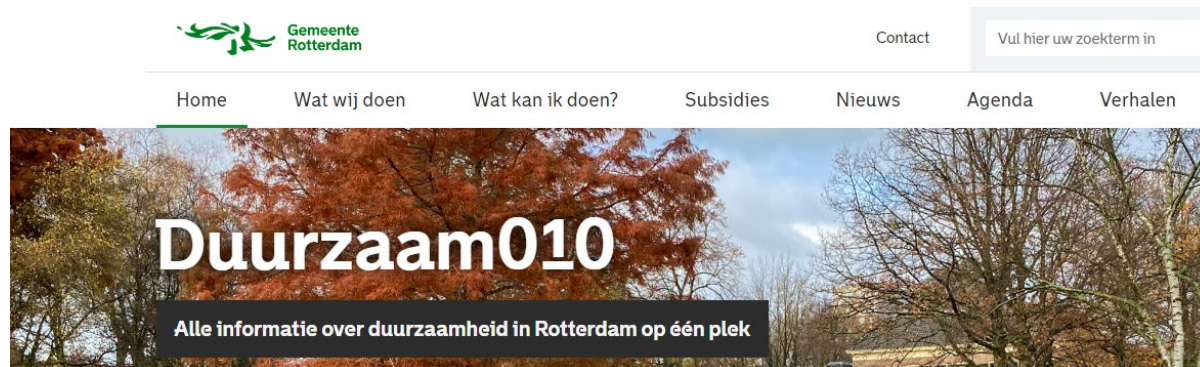 Gemeente
Rotterdam
Contact
Vul hier uw zoekterm in
Home Wat wij doen Wat kan ik doen? Subsidies Nieuws Agenda Verhalen
Duurzaam010
Alle informatie over duurzaamheid in Rotterdam op één plek